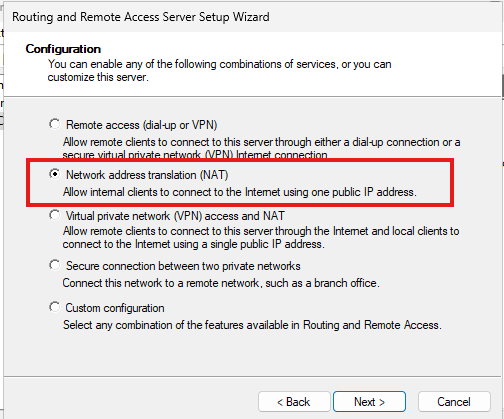 Routing and Remote Access Server Setup Wizard
Configuration
You can enable any of the following combinations of services, or you can
customize this server.
Remote access (dial-up or VPN)
Allow remote clients to connect to this server through either a dial-up connection or a
secure virtual private network (VPN) Internet connection.
Network address translation (NAT)
Allow internal clients to connect to the Internet using one public IP address.
Virtual private network (VPN) access and NAT
Allow remote clients to connect to this server through the Internet and local clients to
connect to the Internet using a single public IP address.
Secure connection between two private networks
Connect this network to a remote network, such as a branch office.
Custom configuration
Select any combination of the features available in Routing and Remote Access.
< Back Next > Cancel